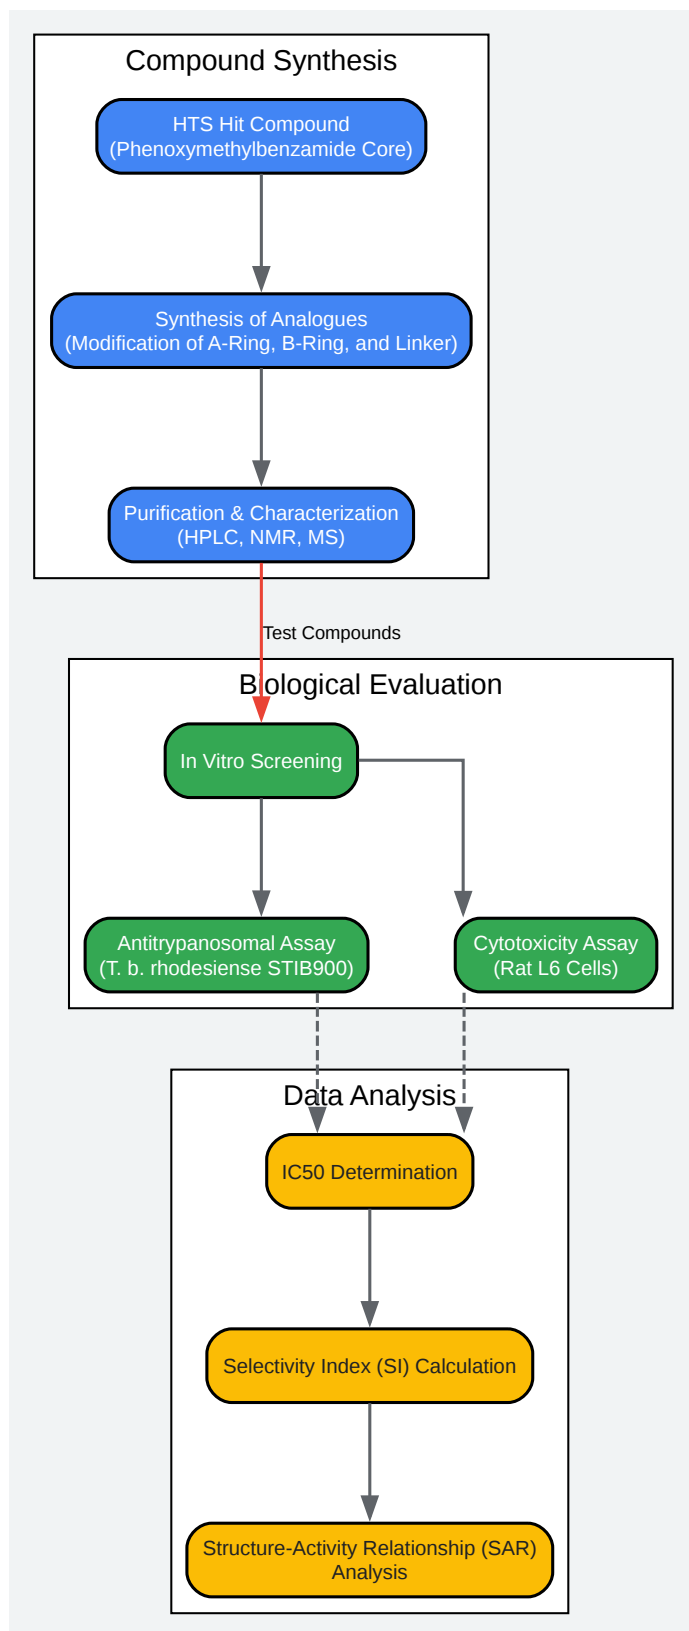 Compound Synthesis
HTS Hit Compound
(Phenoxymethylbenzamide Core)
Synthesis of Analogues
(Modification of A-Ring, B-Ring, and Linker)
Purification & Characterization
(HPLC, NMR, MS)
Test Compounds
Biological Evaluation
In Vitro Screening
Antitrypanosomal Assay
(T. b. rhodesiense STIB900)
Cytotoxicity Assay
(Rat L6 Cells)
Data Analysis
IC50 Determination
Selectivity Index (SI) Calculation
Structure-Activity Relationship (SAR)
Analysis